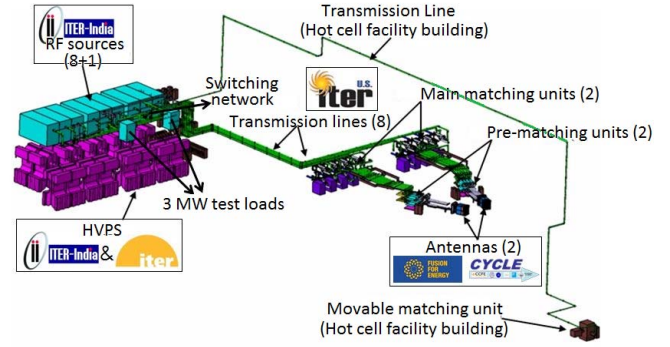 Transmission Line
(Hot cell facility building)
ITER-India
RF sources
(8+1)
Switching
network
U.S.
iter
Main matching units (2)
Transmission lines (8)
Pre-matching units (2)
3 MW test loads
HVPS
ITER-India & iter
Antennas (2)
FUSION
FOR
ENERGY
CYCLE
Movable matching unit
(Hot cell facility building)